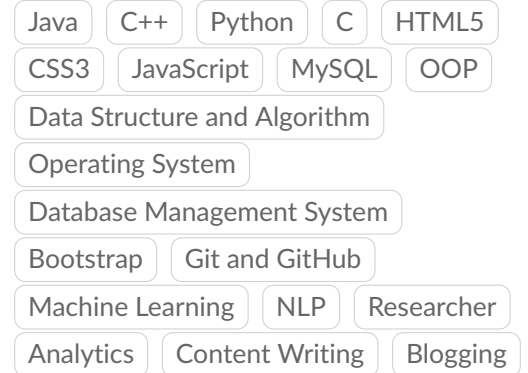 Java C++ Python C HTML5
CSS3 JavaScript MySQL OOP
Data Structure and Algorithm
Operating System
Database Management System
Bootstrap Git and GitHub
Machine Learning NLP Researcher
Analytics Content Writing Blogging